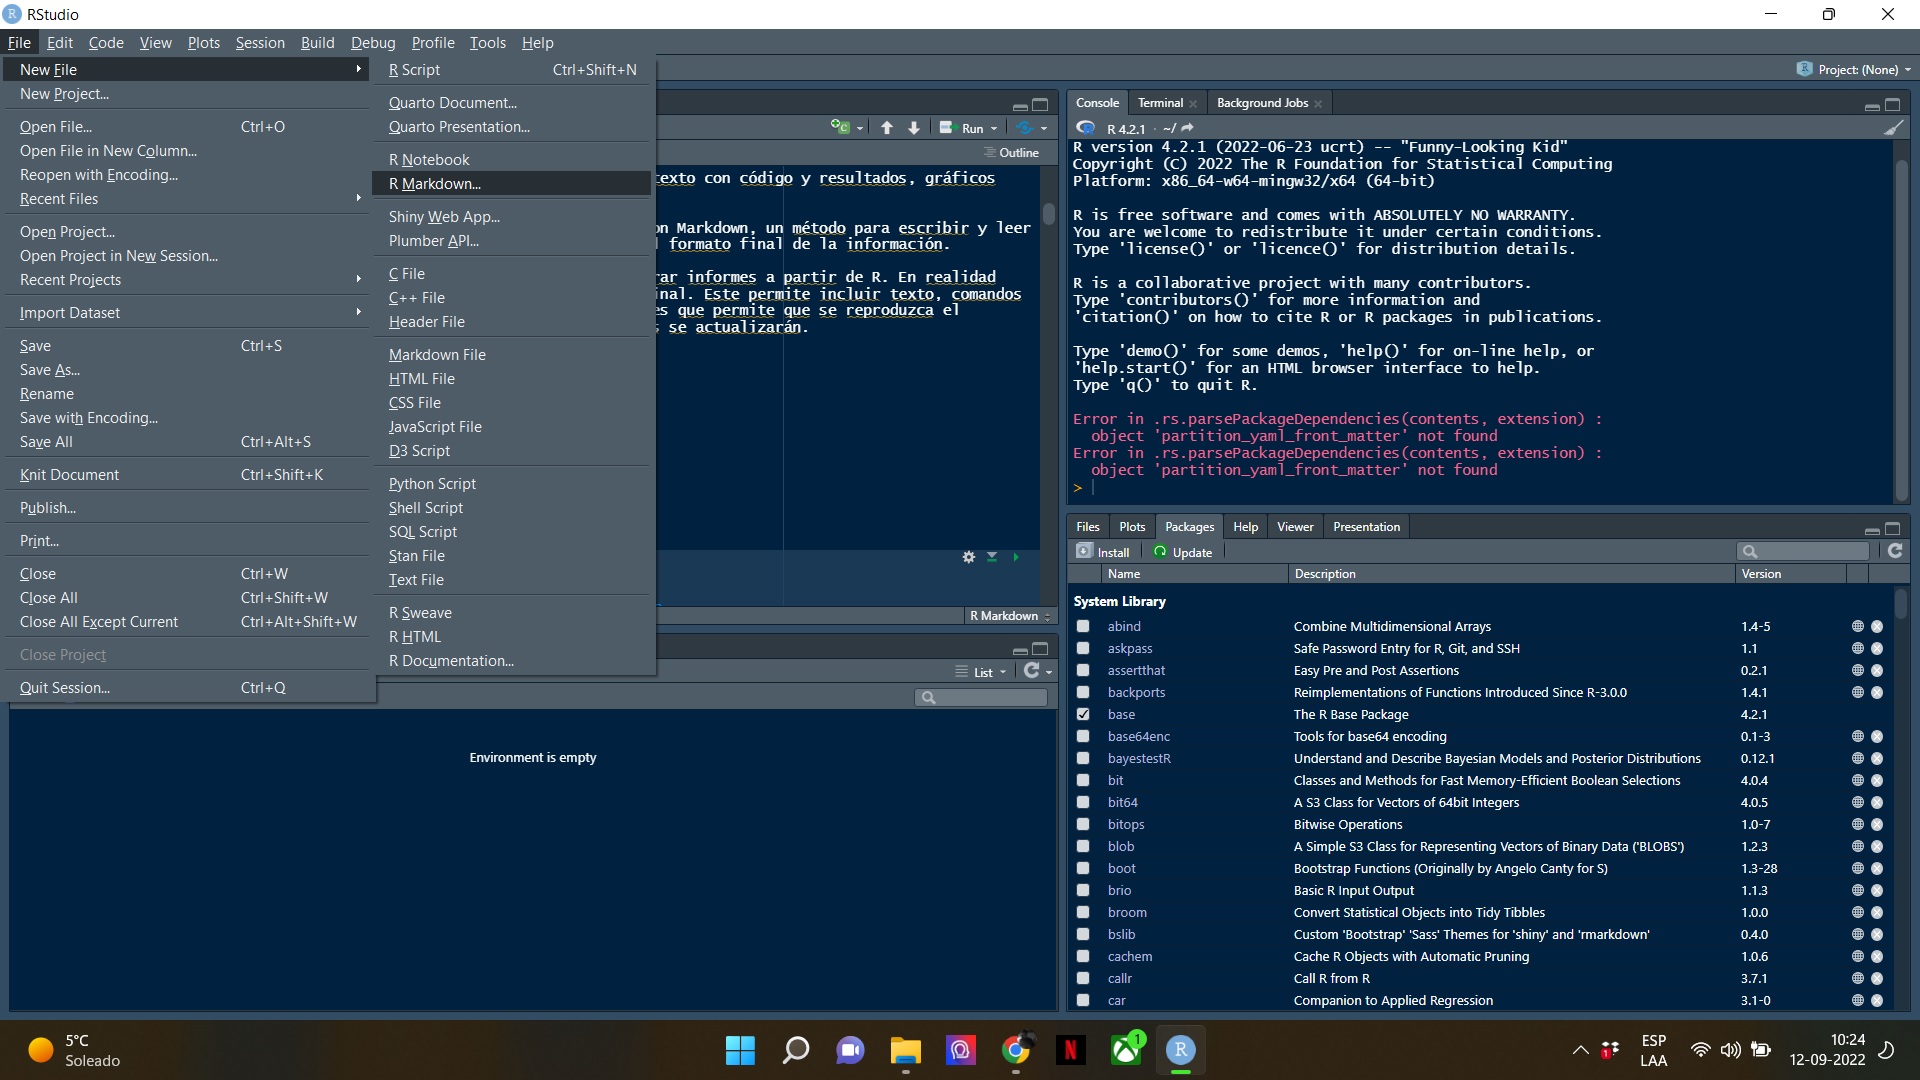 RStudio
File Edit Code View Plots Session Build Debug Profile Tools Help
New File
New Project...
Open File... Ctrl+O
Open File in New Column...
Reopen with Encoding...
Recent Files
Open Project...
Open Project in New Session...
Recent Projects
Import Dataset
Save Ctrl+S
Save As...
Rename
Save with Encoding...
Save All Ctrl+Alt+S
Knit Document Ctrl+Shift+K
Publish...
Print...
Close Ctrl+W
Close All Ctrl+Shift+W
Close All Except Current Ctrl+Alt+Shift+W
Close Project
Quit Session... Ctrl+Q
R Script Ctrl+Shift+N
Quarto Document...
Quarto Presentation...
R Notebook
R Markdown...
Shiny Web App...
Plumber API...
C File
C++ File
Header File
Markdown File
HTML File
CSS File
JavaScript File
D3 Script
Python Script
Shell Script
SQL Script
Stan File
Text File
R Sweave
R HTML
R Documentation...
Project: (None)
Run
Outline
texto con código y resultados, gráficos
on Markdown, un método para escribir y leer
formato final de la información.
rar informes a partir de R. En realidad
inal. Este permite incluir texto, comandos
es que permite que se reproduzca el
s se actualizarán.
R Markdown
List
Environment is empty
Console Terminal Background Jobs
R 4.2.1 · ~/
R version 4.2.1 (2022-06-23 ucrt) -- "Funny-Looking Kid"
Copyright (C) 2022 The R Foundation for Statistical Computing
Platform: x86_64-w64-mingw32/x64 (64-bit)
R is free software and comes with ABSOLUTELY NO WARRANTY.
You are welcome to redistribute it under certain conditions.
Type 'license()' or 'licence()' for distribution details.
R is a collaborative project with many contributors.
Type 'contributors()' for more information and
'citation()' on how to cite R or R packages in publications.
Type 'demo()' for some demos, 'help()' for on-line help, or
'help.start()' for an HTML browser interface to help.
Type 'q()' to quit R.
Error in .rs.parsePackageDependencies(contents, extension) :
object 'partition_yaml_front_matter' not found
Error in .rs.parsePackageDependencies(contents, extension) :
object 'partition_yaml_front_matter' not found
>
Files Plots Packages Help Viewer Presentation
Install Update
Name Description Version
System Library
abind Combine Multidimensional Arrays 1.4-5
askpass Safe Password Entry for R, Git, and SSH 1.1
assertthat Easy Pre and Post Assertions 0.2.1
backports Reimplementations of Functions Introduced Since R-3.0.0 1.4.1
base The R Base Package 4.2.1
base64enc Tools for base64 encoding 0.1-3
bayestestR Understand and Describe Bayesian Models and Posterior Distributions 0.12.1
bit Classes and Methods for Fast Memory-Efficient Boolean Selections 4.0.4
bit64 A S3 Class for Vectors of 64bit Integers 4.0.5
bitops Bitwise Operations 1.0-7
blob A Simple S3 Class for Representing Vectors of Binary Data ('BLOBS') 1.2.3
boot Bootstrap Functions (Originally by Angelo Canty for S) 1.3-28
brio Basic R Input Output 1.1.3
broom Convert Statistical Objects into Tidy Tibbles 1.0.0
bslib Custom 'Bootstrap' 'Sass' Themes for 'shiny' and 'rmarkdown' 0.4.0
cachem Cache R Objects with Automatic Pruning 1.0.6
callr Call R from R 3.7.1
car Companion to Applied Regression 3.1-0
5°C
Soleado
N
1
R
1
ESP
LAA
10:24
12-09-2022